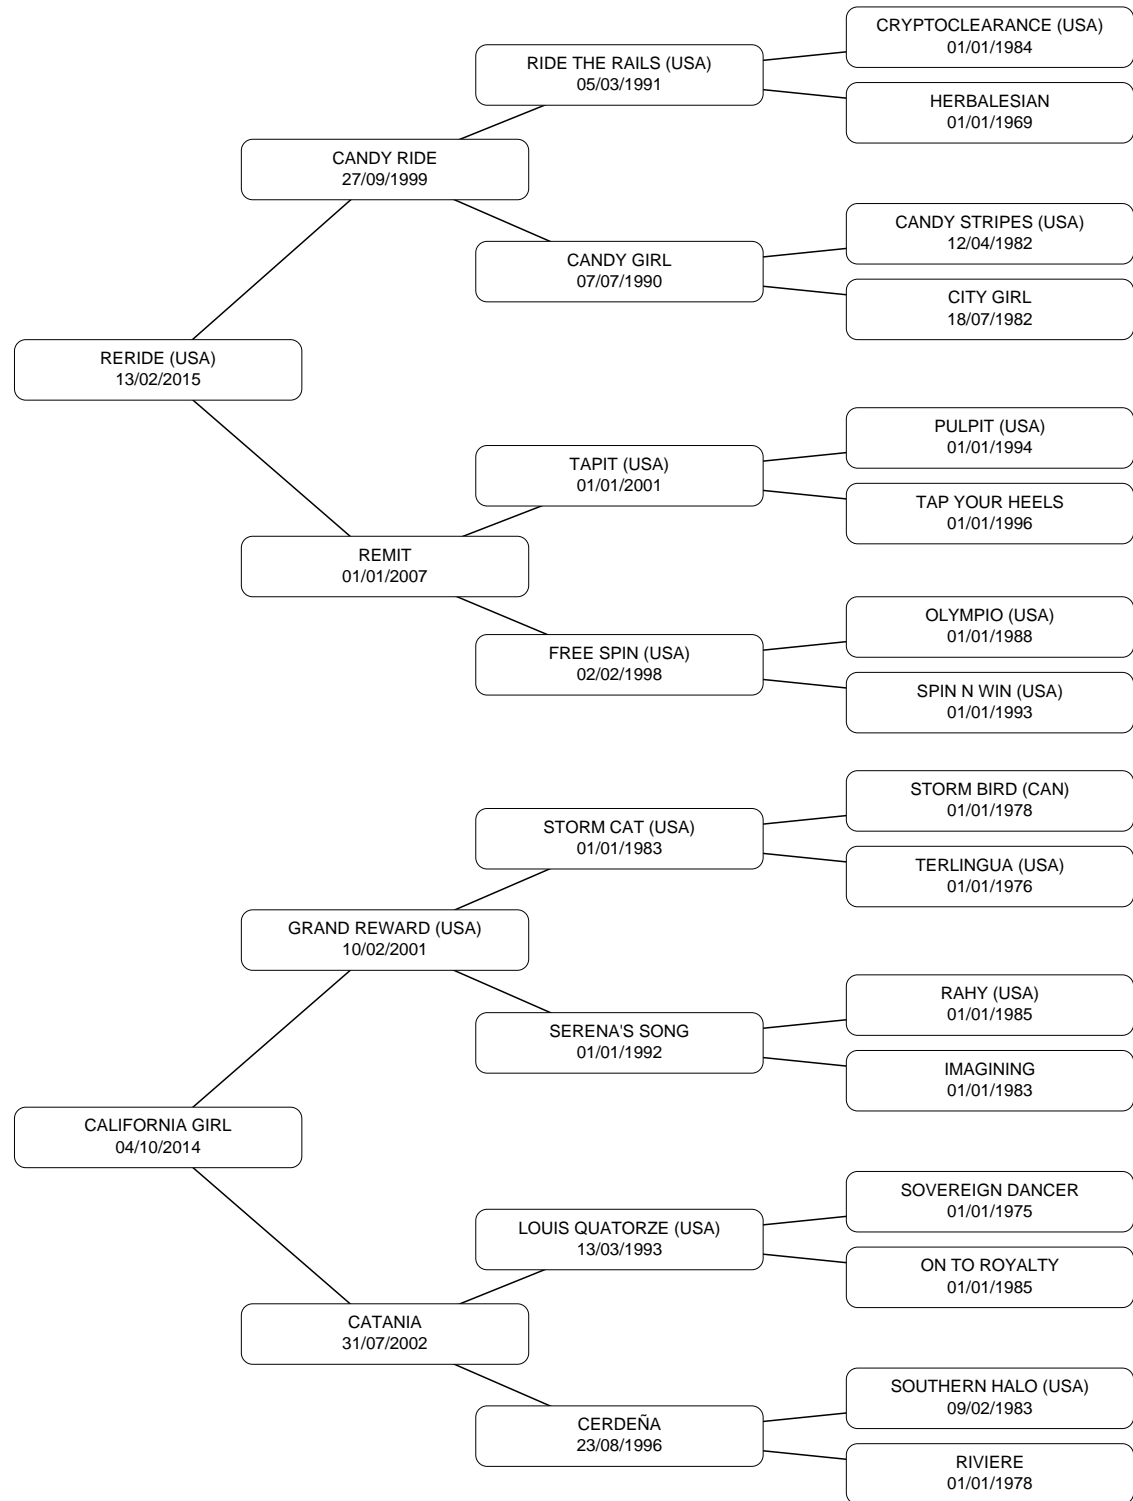 CRYPTOCLEARANCE (USA)
01/01/1984
RIDE THE RAILS (USA)
05/03/1991
HERBALESIAN
01/01/1969
CANDY RIDE
27/09/1999
CANDY STRIPES (USA)
12/04/1982
CANDY GIRL
07/07/1990
CITY GIRL
18/07/1982
RERIDE (USA)
13/02/2015
PULPIT (USA)
01/01/1994
TAPIT (USA)
01/01/2001
TAP YOUR HEELS
01/01/1996
REMIT
01/01/2007
OLYMPIO (USA)
01/01/1988
FREE SPIN (USA)
02/02/1998
SPIN N WIN (USA)
01/01/1993
STORM BIRD (CAN)
01/01/1978
STORM CAT (USA)
01/01/1983
TERLINGUA (USA)
01/01/1976
GRAND REWARD (USA)
10/02/2001
RAHY (USA)
01/01/1985
SERENA'S SONG
01/01/1992
IMAGINING
01/01/1983
CALIFORNIA GIRL
04/10/2014
SOVEREIGN DANCER
01/01/1975
LOUIS QUATORZE (USA)
13/03/1993
ON TO ROYALTY
01/01/1985
CATANIA
31/07/2002
SOUTHERN HALO (USA)
09/02/1983
CERDEÑA
23/08/1996
RIVIERE
01/01/1978